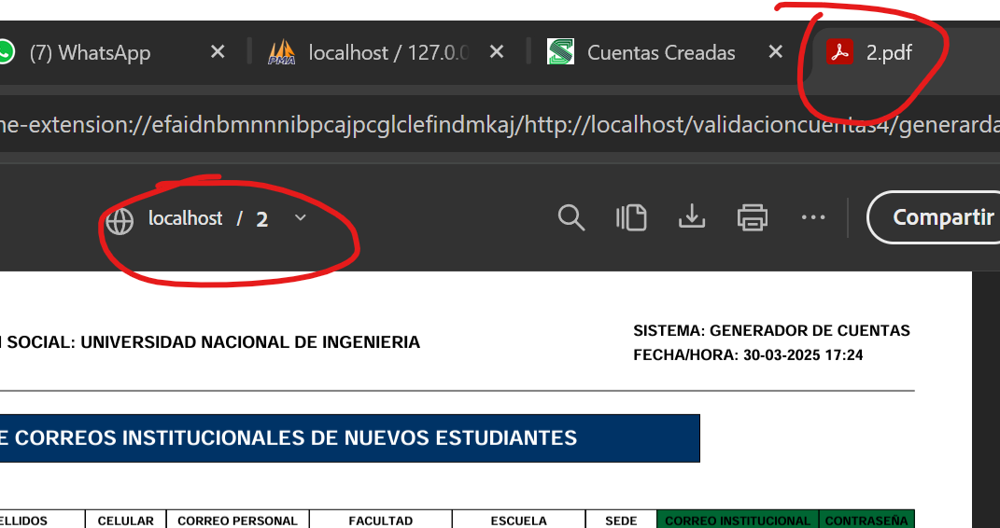 (7) WhatsApp
PMA localhost / 127.0.0
Cuentas Creadas
2.pdf
ne-extension://efaidnbmnnnibpcajpcglclefindmkaj/http://localhost/validacioncuentas4/generarda
localhost / 2
Compartir
SOCIAL: UNIVERSIDAD NACIONAL DE INGENIERIA
SISTEMA: GENERADOR DE CUENTAS
FECHA/HORA: 30-03-2025 17:24
E CORREOS INSTITUCIONALES DE NUEVOS ESTUDIANTES
ELLIDOS CELULAR CORREO PERSONAL FACULTAD ESCUELA SEDE CORREO INSTITUCIONAL CONTRASEÑA